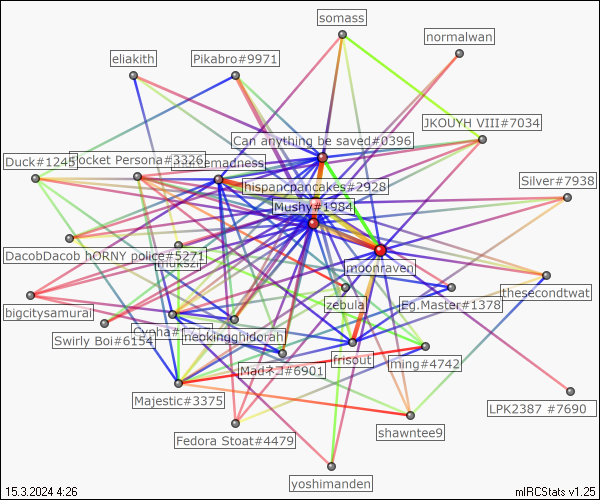 somass
normalwan
eliakith
Pikabro#9971
JKOUYH VIII#7034
Can anything be saved#0396
Duck#1245
ocket Persona#3326
emadness
hispancpancakes#2928
Silver#7938
Mushy#1984
DacobDacob hORNY police#5271
moonraven
thesecondtwat
zebula
Eg.Master#1378
bigcitysamurai
Swirly Boi#6154
Cypha#
neokingghidorah
frisout
ming#4742
Madネコ#6901
Majestic#3375
LPK2387 #7690
shawntee9
Fedora Stoat#4479
yoshimanden
15.3.2024 4:26
mIRCStats v1.25